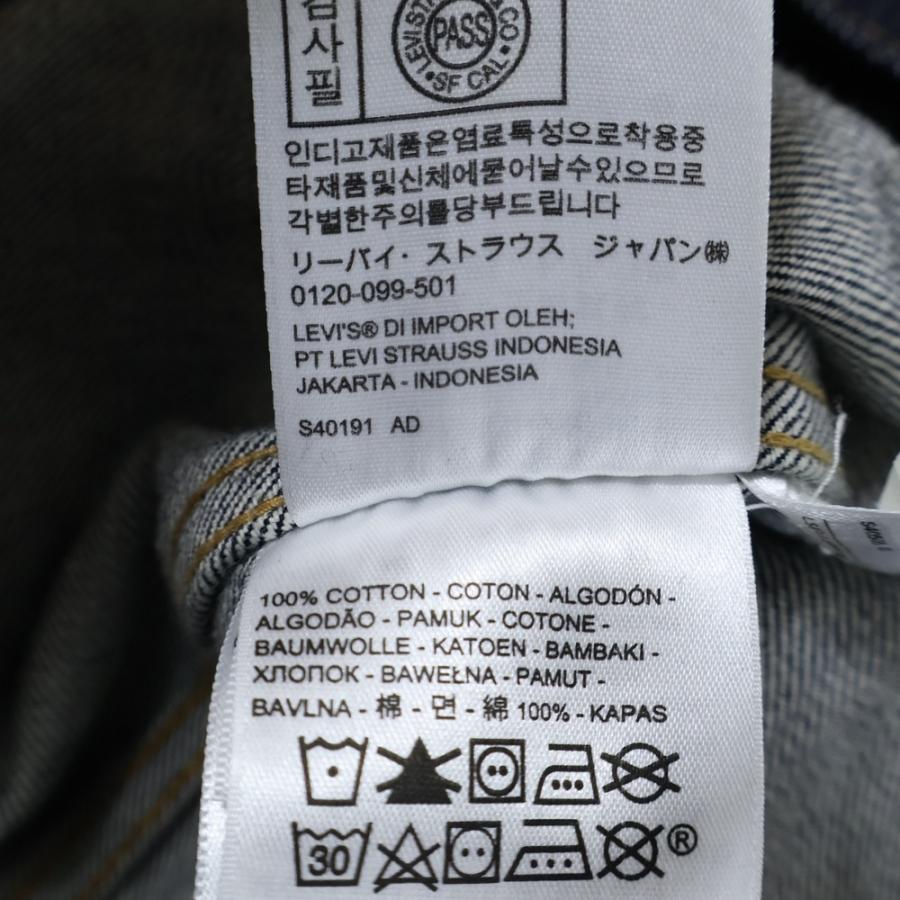 검
사
필
LEVI STRAUSS & CO
PASS
SF CAL
인디고제품은염료특성으로착용중
타제품및신체에묻어날수있으므로
각별한주의를당부드립니다
リーバイ・ストラウス ジャパン㈱
0120-099-501
LEVI'S® DI IMPORT OLEH;
PT LEVI STRAUSS INDONESIA
JAKARTA - INDONESIA
S40191 AD
100% COTTON - COTON - ALGODÓN -
ALGODÃO - PAMUK - COTONE -
BAUMWOLLE - KATOEN - BAMBAKI -
ХЛОПОК - BAWEŁNA - PAMUT -
BAVLNA - 棉 - 면 - 綿 100% - KAPAS
30 ®